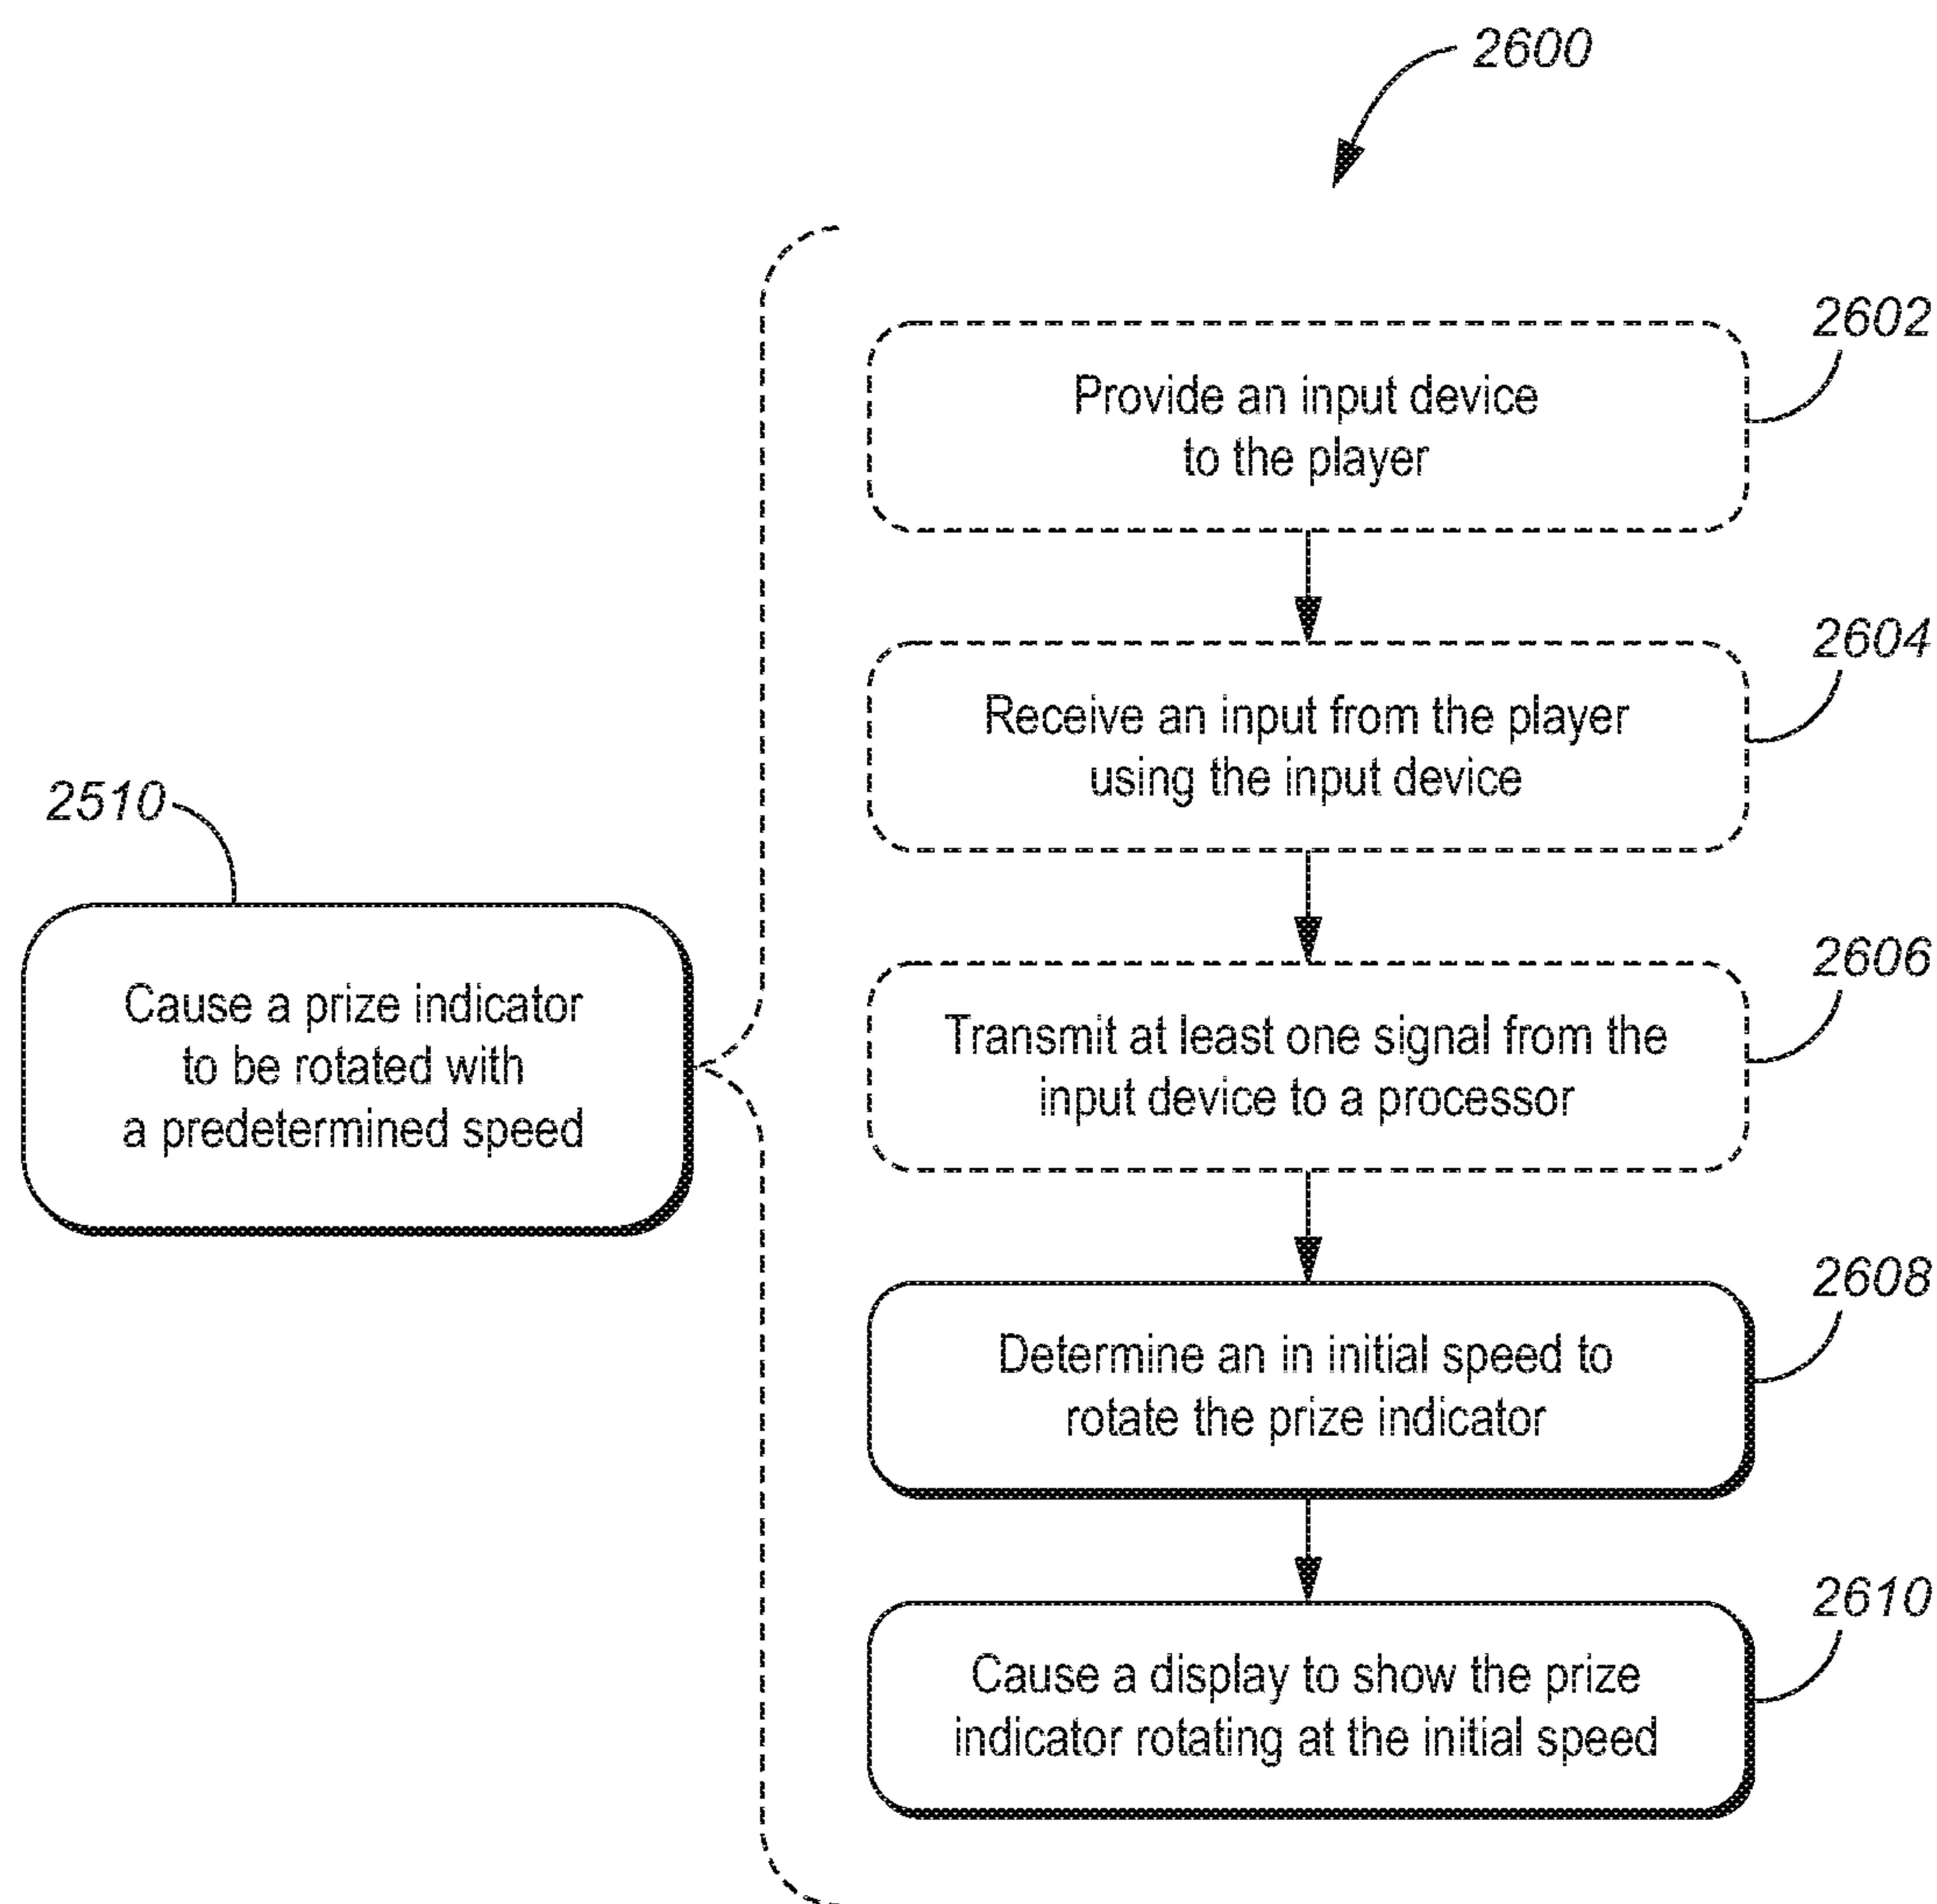 2600
2602
Provide an input device
to the player
2604
Receive an input from the player
using the input device
2510
Cause a prize indicator
to be rotated with
a predetermined speed
2606
Transmit at least one signal from the
input device to a processor
2608
Determine an in initial speed to
rotate the prize indicator
2610
Cause a display to show the prize
indicator rotating at the initial speed